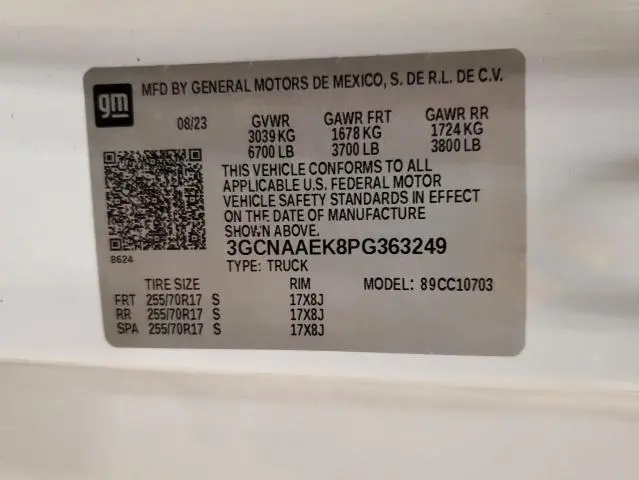 gm
MFD BY GENERAL MOTORS DE MEXICO, S. DE R.L. DE C.V.
08/23 GVWR GAWR FRT GAWR RR
3039 KG 1678 KG 1724 KG
6700 LB 3700 LB 3800 LB
THIS VEHICLE CONFORMS TO ALL
APPLICABLE U.S. FEDERAL MOTOR
VEHICLE SAFETY STANDARDS IN EFFECT
ON THE DATE OF MANUFACTURE
SHOWN ABOVE.
3GCNAAEK8PG363249
8624
TYPE: TRUCK
TIRE SIZE RIM MODEL: 89CC10703
FRT 255/70R17 S 17X8J
RR 255/70R17 S 17X8J
SPA 255/70R17 S 17X8J